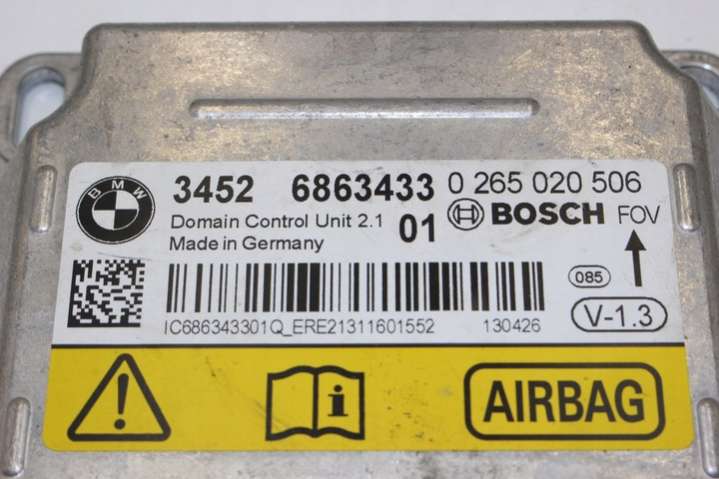 BMW
3452 6863433 0 265 020 506
Domain Control Unit 2.1 01 BOSCH FOV
Made in Germany
085
V-1.3
IC686343301Q_ERE21311601552 130426
i
AIRBAG